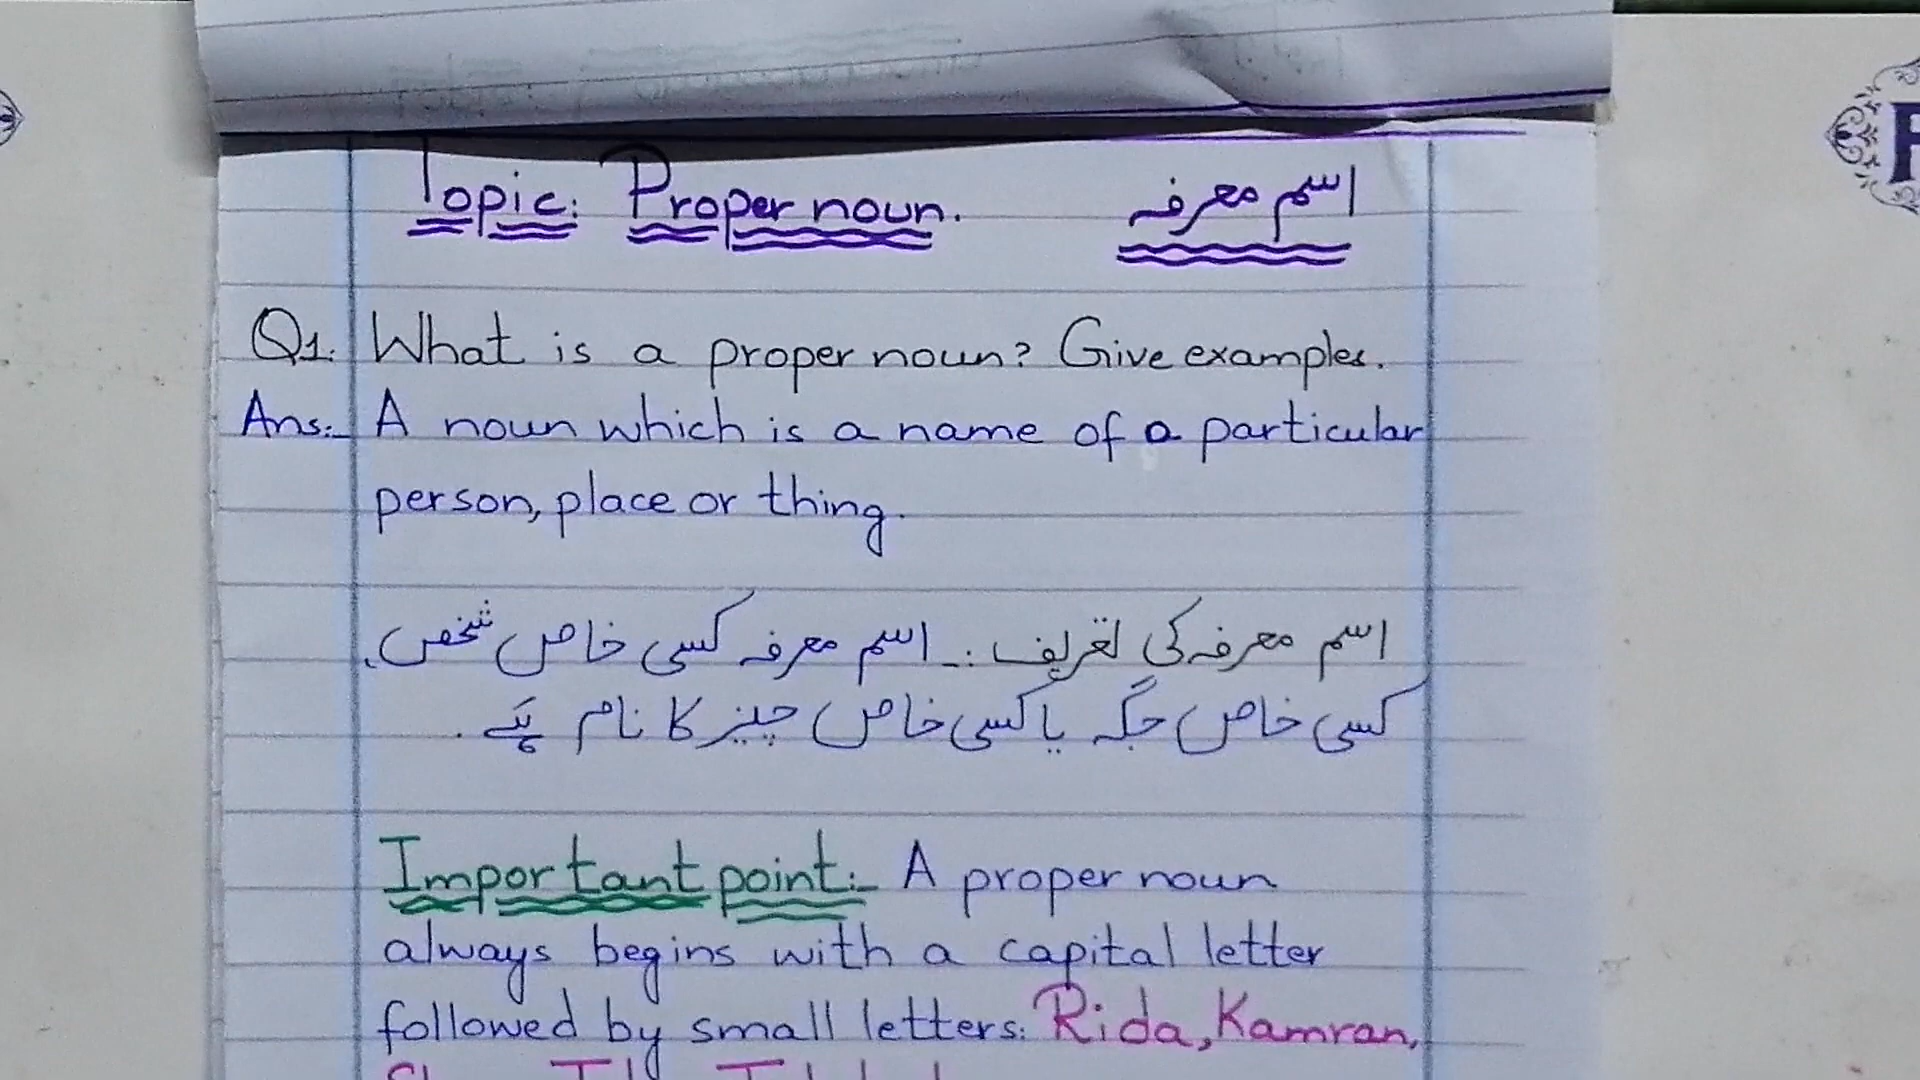 Topic: Proper noun. اسم معرفہ
Q1. What is a proper noun? Give examples.
Ans:- A noun which is a name of a particular
person, place or thing.
اسم معرفہ کی تعریف :- اسم معرفہ کسی خاص شخص،
کسی خاص جگہ یا کسی خاص چیز کا نام ہے .
Important point:- A proper noun
always begins with a capital letter
followed by small letters: Rida, Kamran,